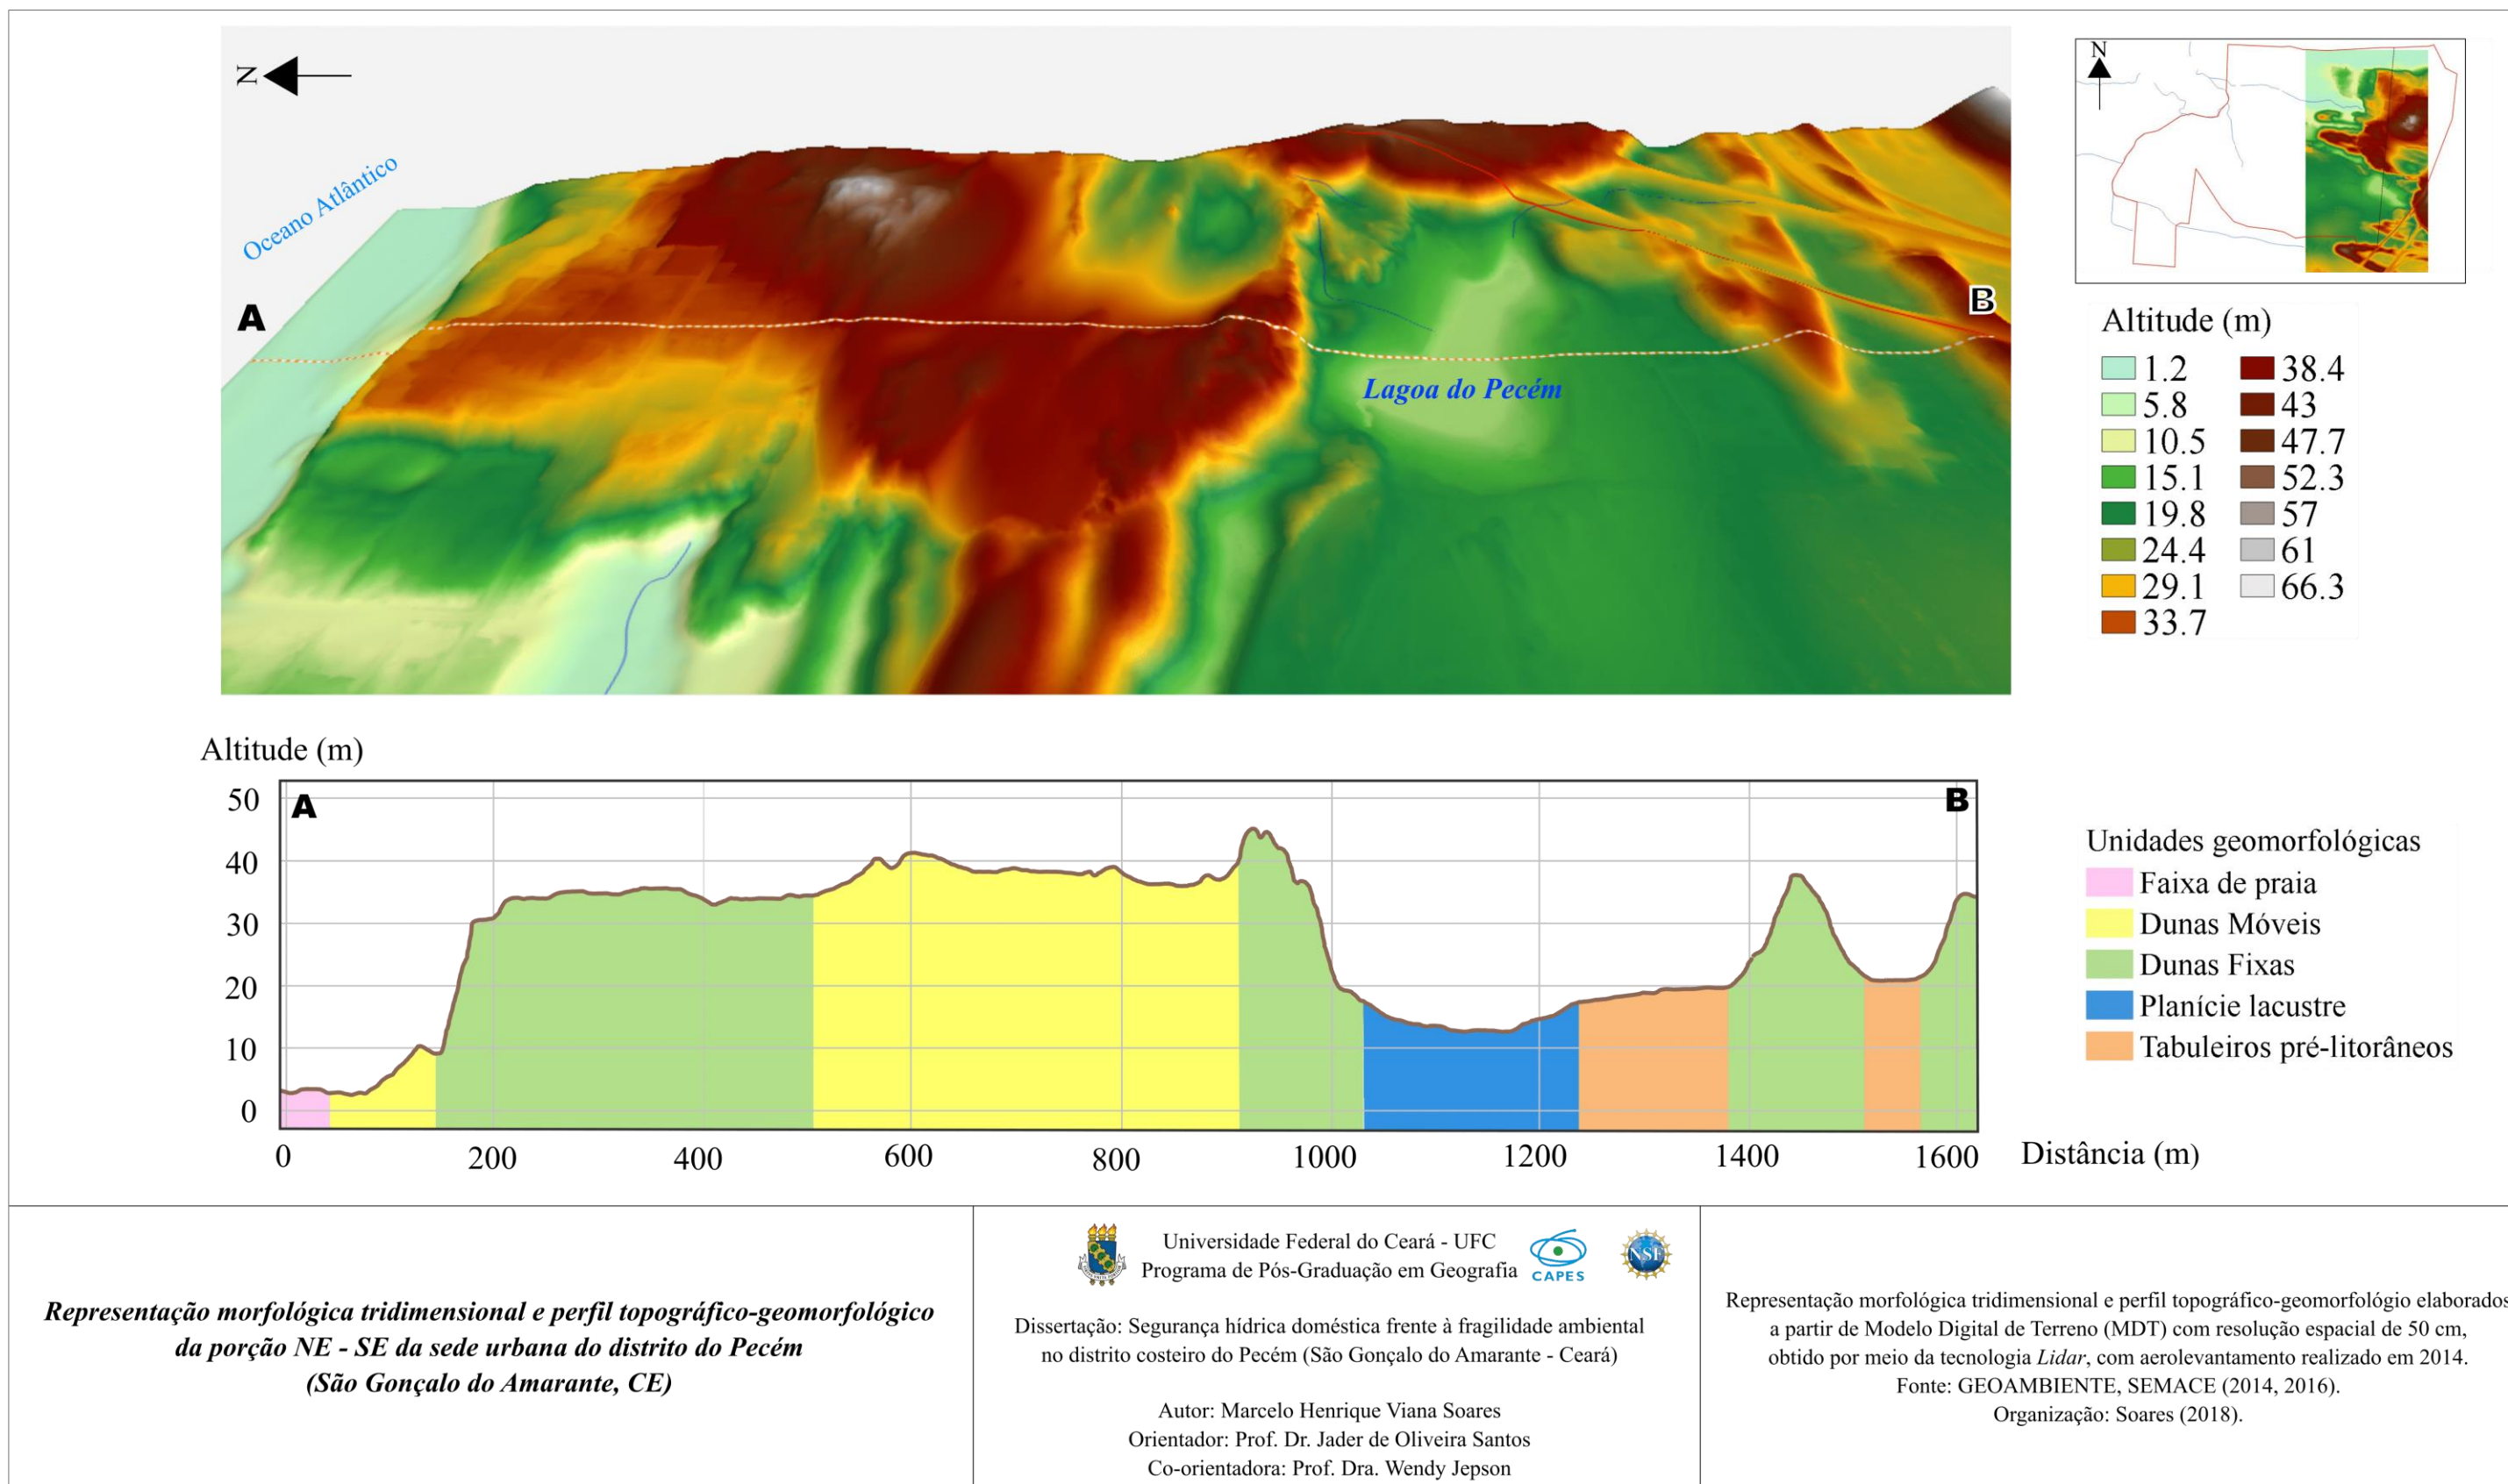 N
Oceano Atlântico
A
B
Lagoa do Pecém
N
Altitude (m)
1.2
5.8
10.5
15.1
19.8
24.4
29.1
33.7
38.4
43
47.7
52.3
57
61
66.3
Altitude (m)
50
40
30
20
10
0
A
B
0 200 400 600 800 1000 1200 1400 1600 Distância (m)
Unidades geomorfológicas
Faixa de praia
Dunas Móveis
Dunas Fixas
Planície lacustre
Tabuleiros pré-litorâneos
Representação morfológica tridimensional e perfil topográfico-geomorfológico
da porção NE - SE da sede urbana do distrito do Pecém
(São Gonçalo do Amarante, CE)
Universidade Federal do Ceará - UFC
Programa de Pós-Graduação em Geografia
CAPES
NSF
Dissertação: Segurança hídrica doméstica frente à fragilidade ambiental
no distrito costeiro do Pecém (São Gonçalo do Amarante - Ceará)
Autor: Marcelo Henrique Viana Soares
Orientador: Prof. Dr. Jader de Oliveira Santos
Co-orientadora: Prof. Dra. Wendy Jepson
Representação morfológica tridimensional e perfil topográfico-geomorfológio elaborados
a partir de Modelo Digital de Terreno (MDT) com resolução espacial de 50 cm,
obtido por meio da tecnologia Lidar, com aerolevantamento realizado em 2014.
Fonte: GEOAMBIENTE, SEMACE (2014, 2016).
Organização: Soares (2018).